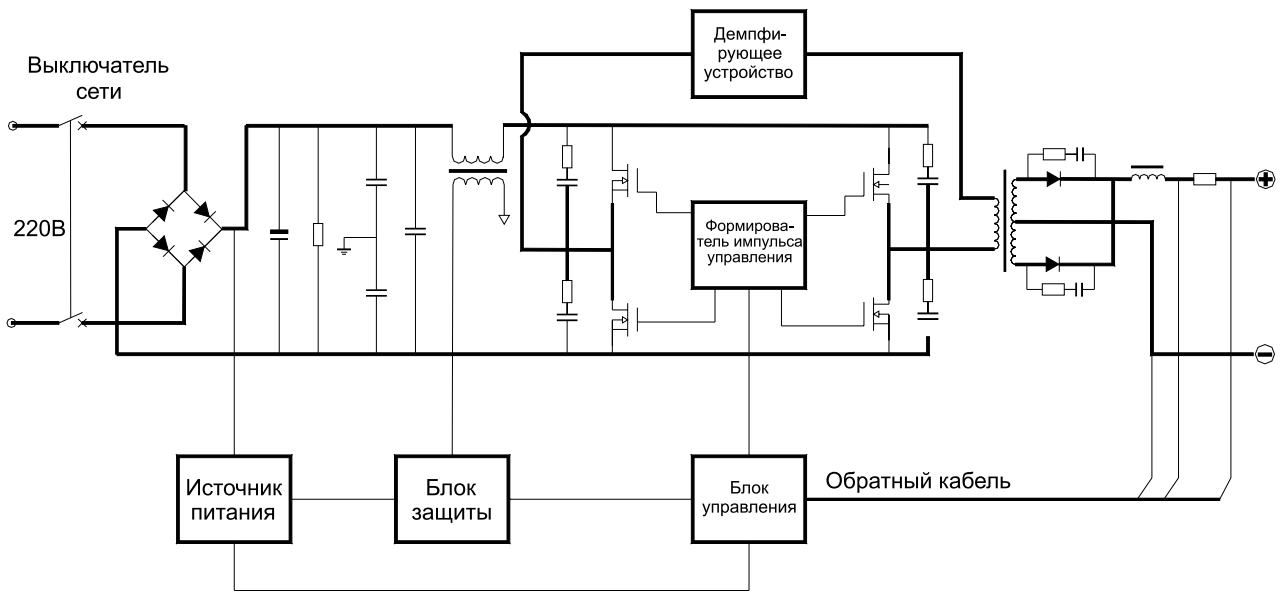 Демпфи-
рующее
устройство
Выключатель
сети
220В
Формирова-
тель импульса
управления
Источник
питания
Блок
защиты
Блок
управления
Обратный кабель